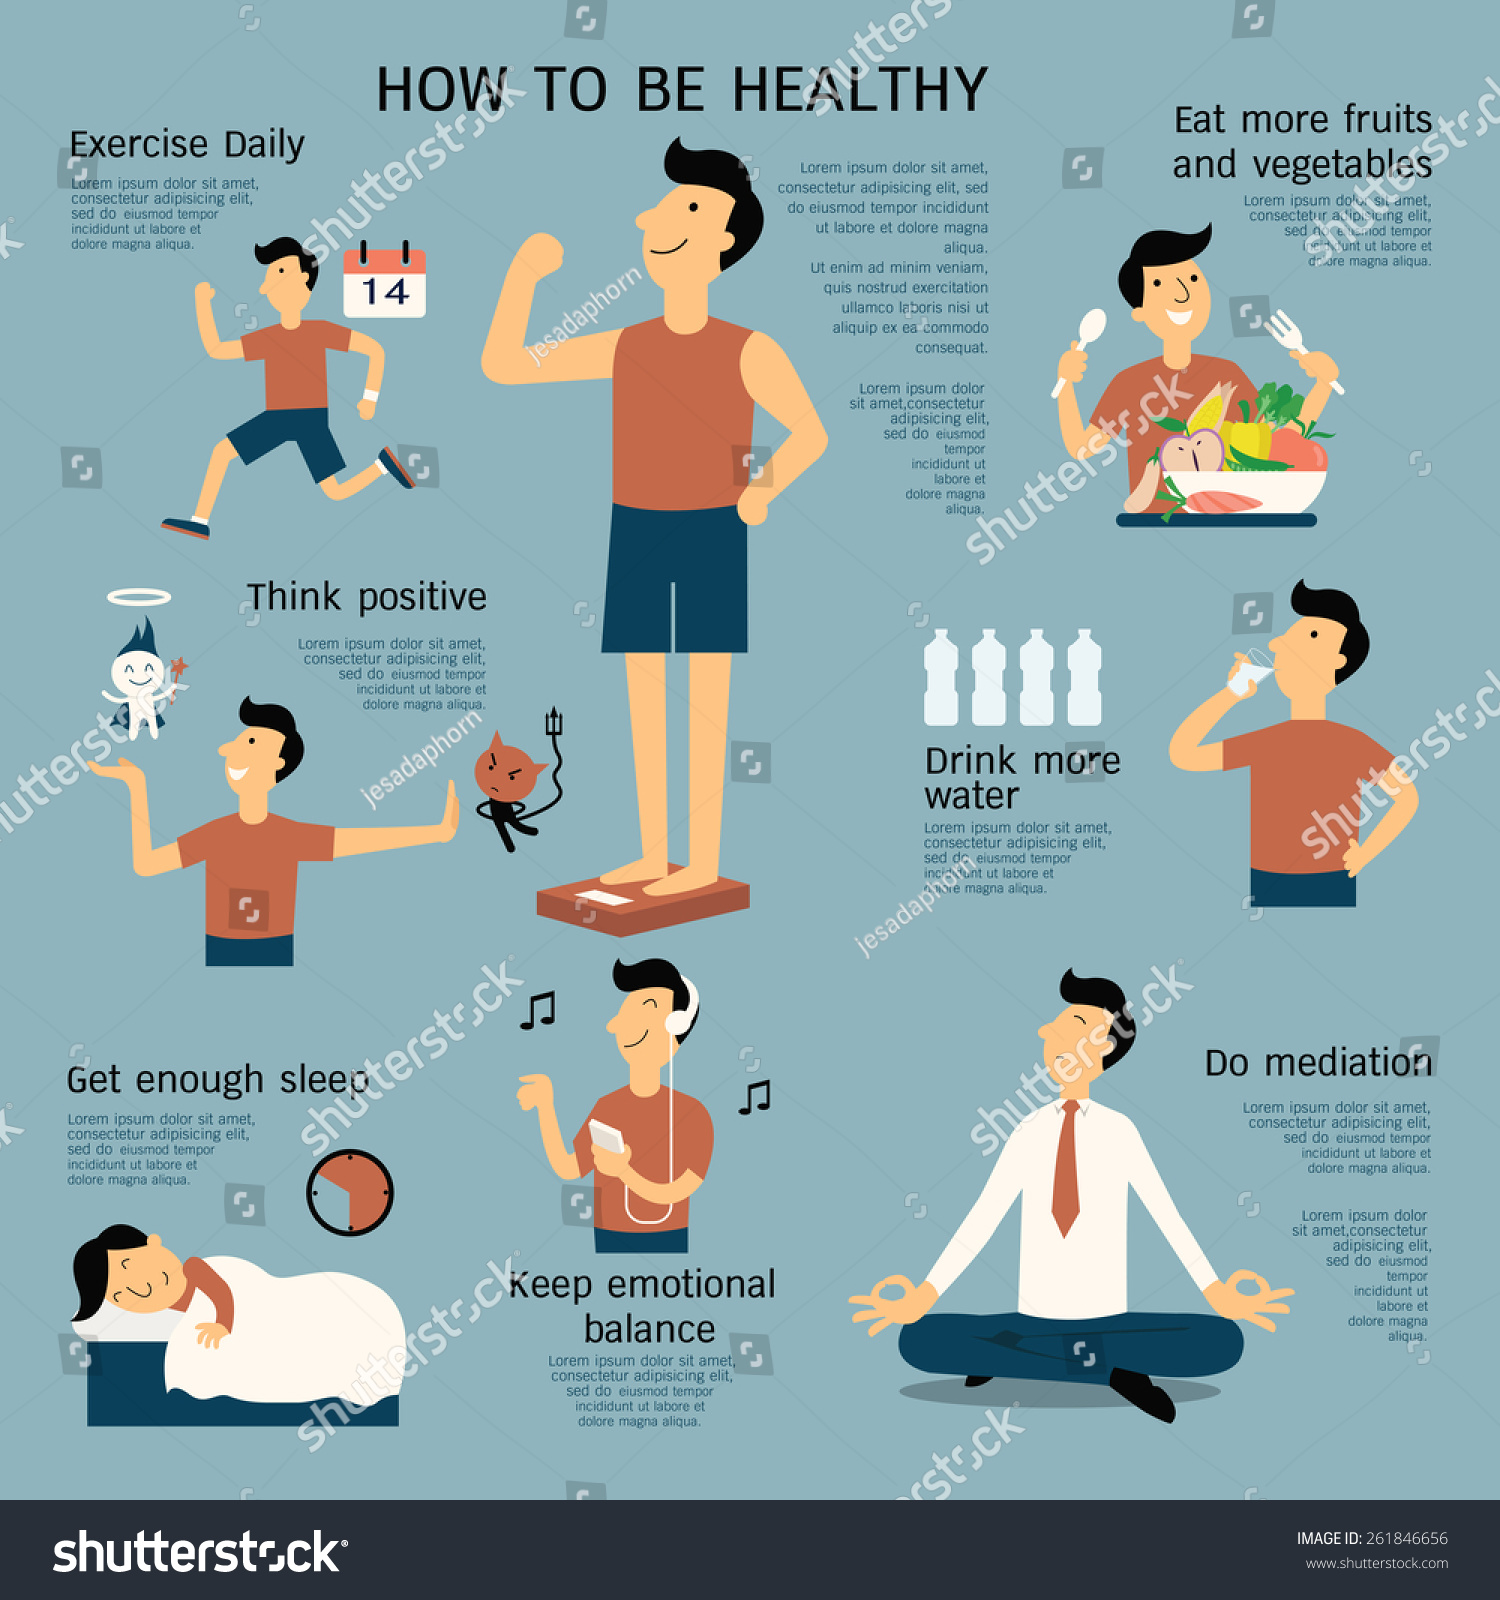 HOW TO BE HEALTHY
Exercise Daily
Lorem ipsum dolor sit amet,
consectetur adipisicing elit,
sed do eiusmod tempor
incididunt ut labore et
dolore magna aliqua.
14
Lorem ipsum dolor sit amet,
consectetur adipisicing elit, sed
do eiusmod tempor incididunt
ut labore et dolore magna
aliqua.
Ut enim ad minim veniam,
quis nostrud exercitation
ullamco laboris nisi ut
aliquip ex ea commodo
consequat.
Lorem ipsum dolor
sit amet,consectetur
adipisicing elit,
sed do eiusmod
tempor
incididunt ut
labore et
dolore magna
aliqua.
Eat more fruits
and vegetables
Lorem ipsum dolor sit amet,
consectetur adipisicing elit,
sed do eiusmod tempor
incididunt ut labore et
dolore magna aliqua.
Think positive
Lorem ipsum dolor sit amet,
consectetur adipisicing elit,
sed do eiusmod tempor
incididunt ut labore et
dolore magna aliqua.
Drink more
water
Lorem ipsum dolor sit amet,
consectetur adipisicing elit,
sed do eiusmod tempor
incididunt ut labore et
dolore magna aliqua.
Get enough sleep
Lorem ipsum dolor sit amet,
consectetur adipisicing elit,
sed do eiusmod tempor
incididunt ut labore et
dolore magna aliqua.
Keep emotional
balance
Lorem ipsum dolor sit amet,
consectetur adipisicing elit,
sed do eiusmod tempor
incididunt ut labore et
dolore magna aliqua.
Do mediation
Lorem ipsum dolor sit amet,
consectetur adipisicing elit,
sed do eiusmod tempor
incididunt ut labore et
dolore magna aliqua.
Lorem ipsum dolor
sit amet,consectetur
adipisicing elit,
sed do eiusmod
tempor
incididunt ut
labore et
dolore magna
aliqua.
shutterstock
shutterstock
shutterstock
shutterstock
shutterstock
shutterstock
shutterstock
shutterstock
shutterstock
shutterstock
jesadaphorn
jesadaphorn
jesadaphorn
shutterstock
IMAGE ID: 261846656
www.shutterstock.com